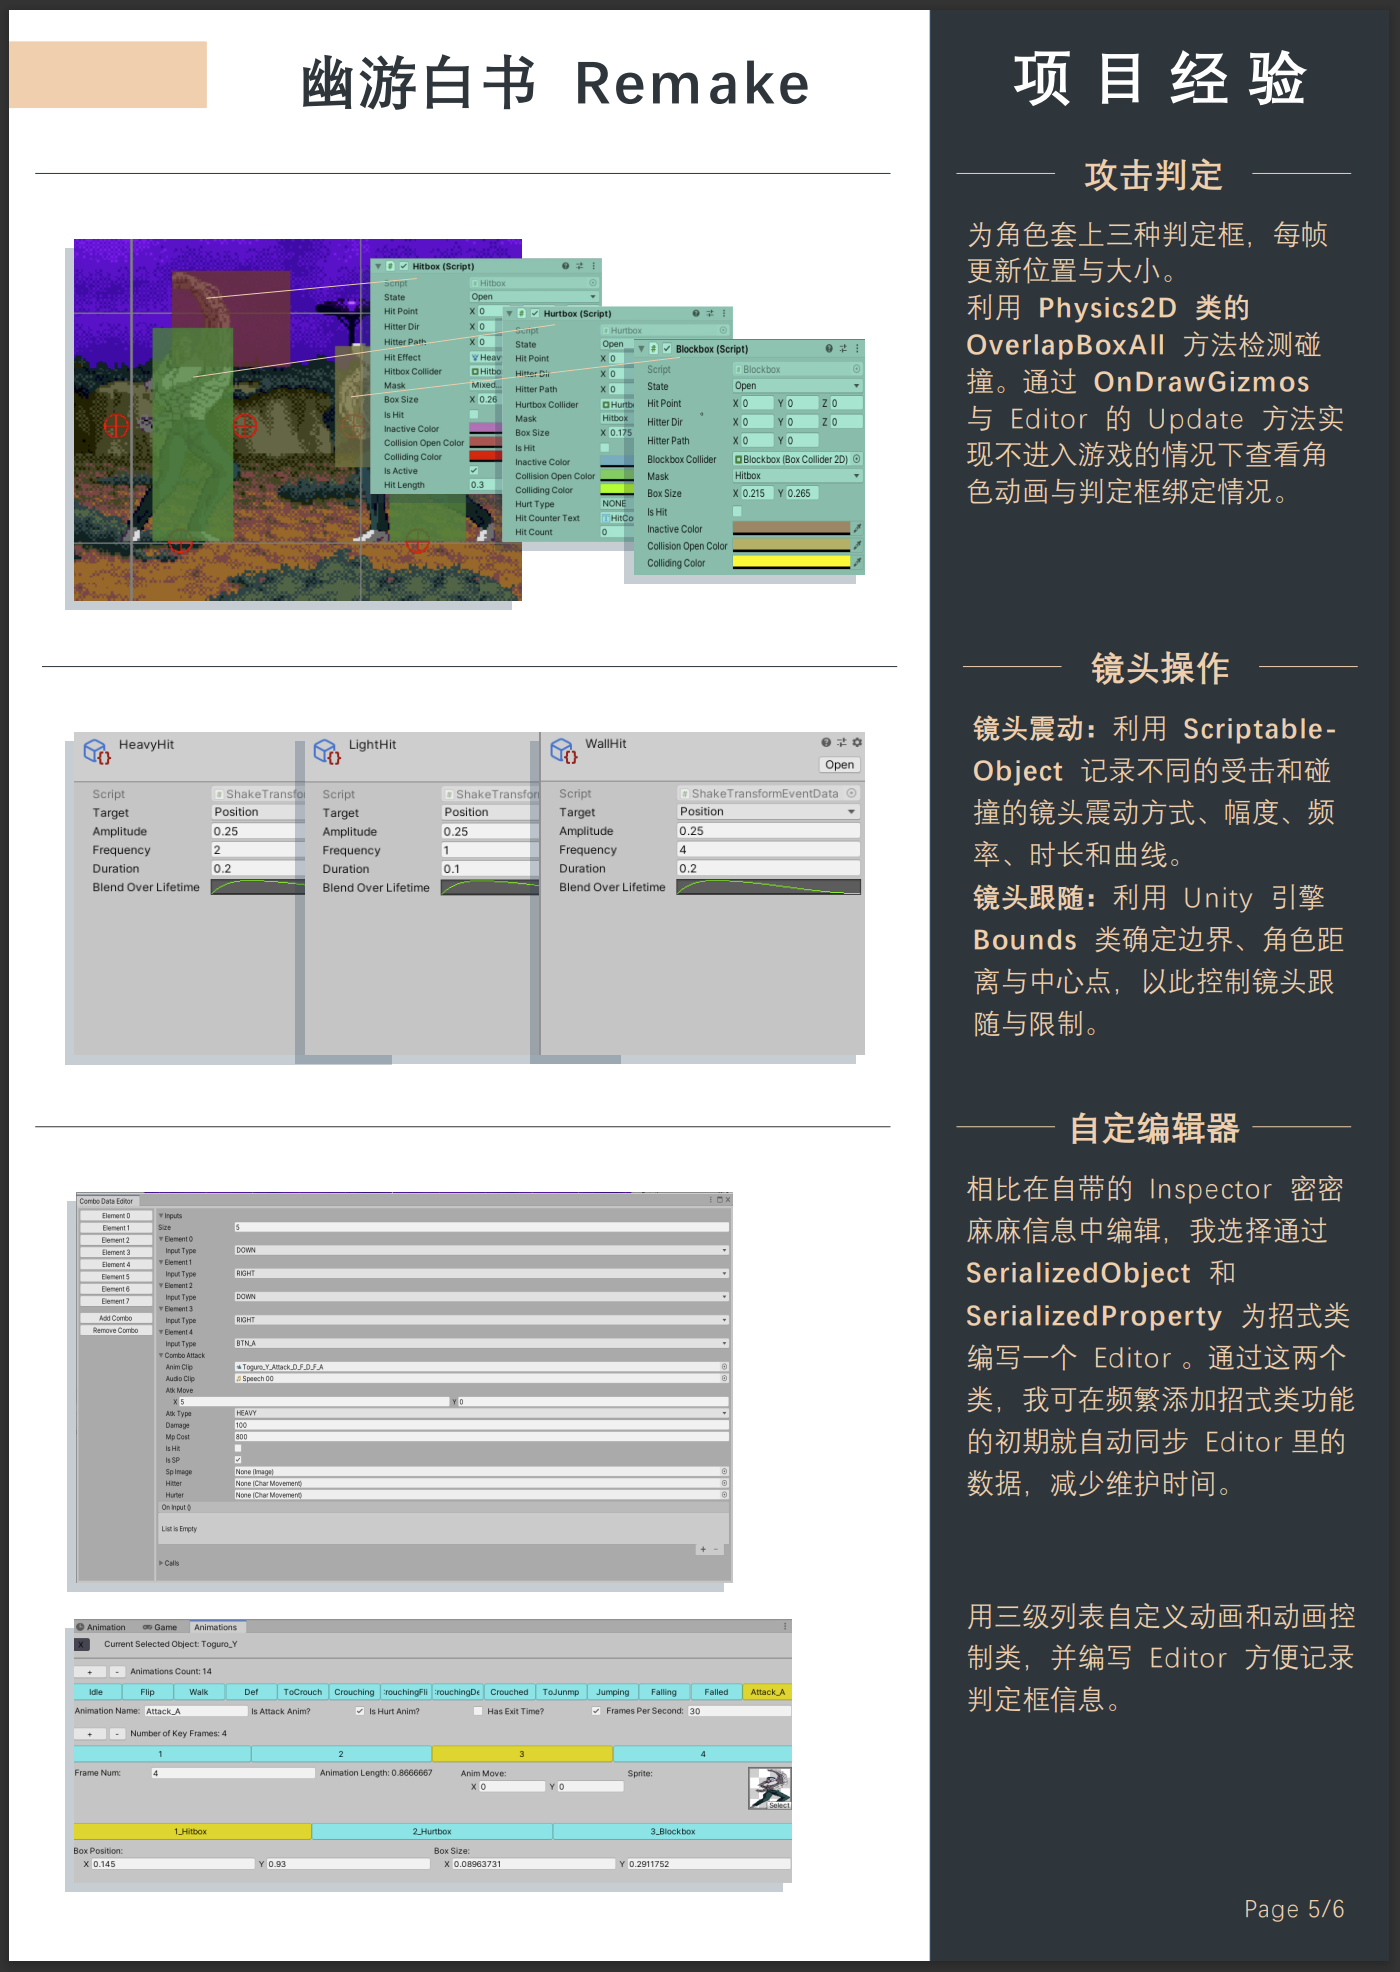 幽游白书 Remake
项目经验
攻击判定
为角色套上三种判定框，每帧
更新位置与大小。
利用 Physics2D 类的
OverlapBoxAll 方法检测碰
撞。通过 OnDrawGizmos
与 Editor 的 Update 方法实
现不进入游戏的情况下查看角
色动画与判定框绑定情况。
Hitbox (Script)
Script Hitbox
State Open
Hit Point X 0
Hitter Dir X 0
Hitter Path X 0
Hit Effect Heav
Hitbox Collider Hitbo
Mask Mixed...
Box Size X 0.26
Is Hit
Inactive Color
Collision Open Color
Colliding Color
Is Active
Hit Length 0.3
Hurtbox (Script)
Script Hurtbox
State Open
Hit Point X 0
Hitter Dir X 0
Hitter Path X 0
Hurtbox Collider Hurtb
Mask Hitbox
Box Size X 0.175
Is Hit
Inactive Color
Collision Open Color
Colliding Color
Hurt Type NONE
Hit Counter Text HitCo
Hit Count 0
Blockbox (Script)
Script Blockbox
State Open
Hit Point X 0 Y 0 Z 0
Hitter Dir X 0 Y 0 Z 0
Hitter Path X 0 Y 0
Blockbox Collider Blockbox (Box Collider 2D)
Mask Hitbox
Box Size X 0.215 Y 0.265
Is Hit
Inactive Color
Collision Open Color
Colliding Color
镜头操作
镜头震动：利用 Scriptable-
Object 记录不同的受击和碰
撞的镜头震动方式、幅度、频
率、时长和曲线。
镜头跟随：利用 Unity 引擎
Bounds 类确定边界、角色距
离与中心点，以此控制镜头跟
随与限制。
HeavyHit
Script ShakeTransfo
Target Position
Amplitude 0.25
Frequency 2
Duration 0.2
Blend Over Lifetime
LightHit
Script ShakeTransfor
Target Position
Amplitude 0.25
Frequency 1
Duration 0.1
Blend Over Lifetime
WallHit
Open
Script ShakeTransformEventData
Target Position
Amplitude 0.25
Frequency 4
Duration 0.2
Blend Over Lifetime
自定编辑器
相比在自带的 Inspector 密密
麻麻信息中编辑，我选择通过
SerializedObject 和
SerializedProperty 为招式类
编写一个 Editor 。通过这两个
类，我可在频繁添加招式类功能
的初期就自动同步 Editor 里的
数据，减少维护时间。
Combo Data Editor
Element 0
Element 1
Element 2
Element 3
Element 4
Element 5
Element 6
Element 7
Add Combo
Remove Combo
Inputs
Size 5
Element 0
Input Type DOWN
Element 1
Input Type RIGHT
Element 2
Input Type DOWN
Element 3
Input Type RIGHT
Element 4
Input Type BTN_A
Combo Attack
Anim Clip Toguro_Y_Attack_D_F_D_F_A
Audio Clip Speech 00
Atk Move
X 5 Y 0
Atk Type HEAVY
Damage 100
Mp Cost 800
Is Hit
Is SP
Sp Image None (Image)
Hitter None (Char Movement)
Hurter None (Char Movement)
On Input ()
List is Empty
+ -
Calls
用三级列表自定义动画和动画控
制类，并编写 Editor 方便记录
判定框信息。
Animation Game Animations
X Current Selected Object: Toguro_Y
+ - Animations Count: 14
Idle Flip Walk Def ToCrouch Crouching rouchingFli rouchingDe Crouched ToJunmp Jumping Falling Falled Attack_A
Animation Name: Attack_A Is Attack Anim? Is Hurt Anim? Has Exit Time? Frames Per Second: 30
+ - Number of Key Frames: 4
1 2 3 4
Frame Num: 4 Animation Length: 0.8666667 Anim Move: Sprite:
X 0 Y 0
Select
1_Hitbox 2_Hurtbox 3_Blockbox
Box Position: Box Size:
X 0.145 Y 0.93 X 0.08963731 Y 0.2911752
Page 5/6